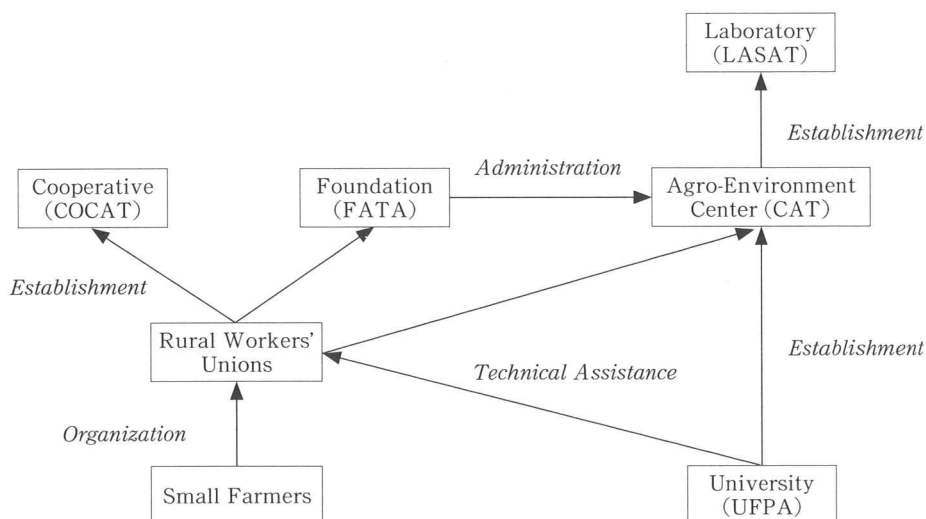 Laboratory
(LASAT)
Establishment
Administration
Cooperative
(COCAT)
Foundation
(FATA)
Agro-Environment
Center (CAT)
Establishment
Rural Workers'
Unions
Technical Assistance
Establishment
Organization
Small Farmers
University
(UFPA)